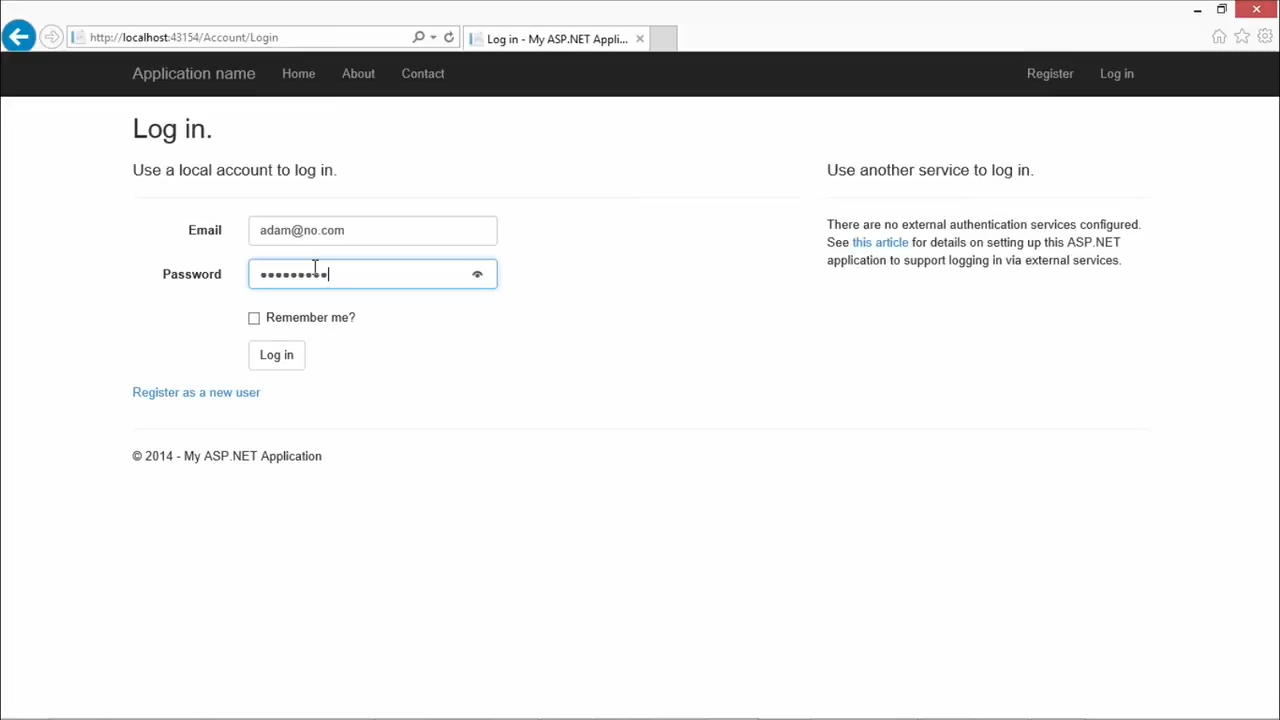 http://localhost:43154/Account/Login
Log in - My ASP.NET Appli...
Application name Home About Contact Register Log in
Log in.
Use a local account to log in.
Email adam@no.com
Password
Remember me?
Log in
Register as a new user
Use another service to log in.
There are no external authentication services configured.
See this article for details on setting up this ASP.NET
application to support logging in via external services.
© 2014 - My ASP.NET Application